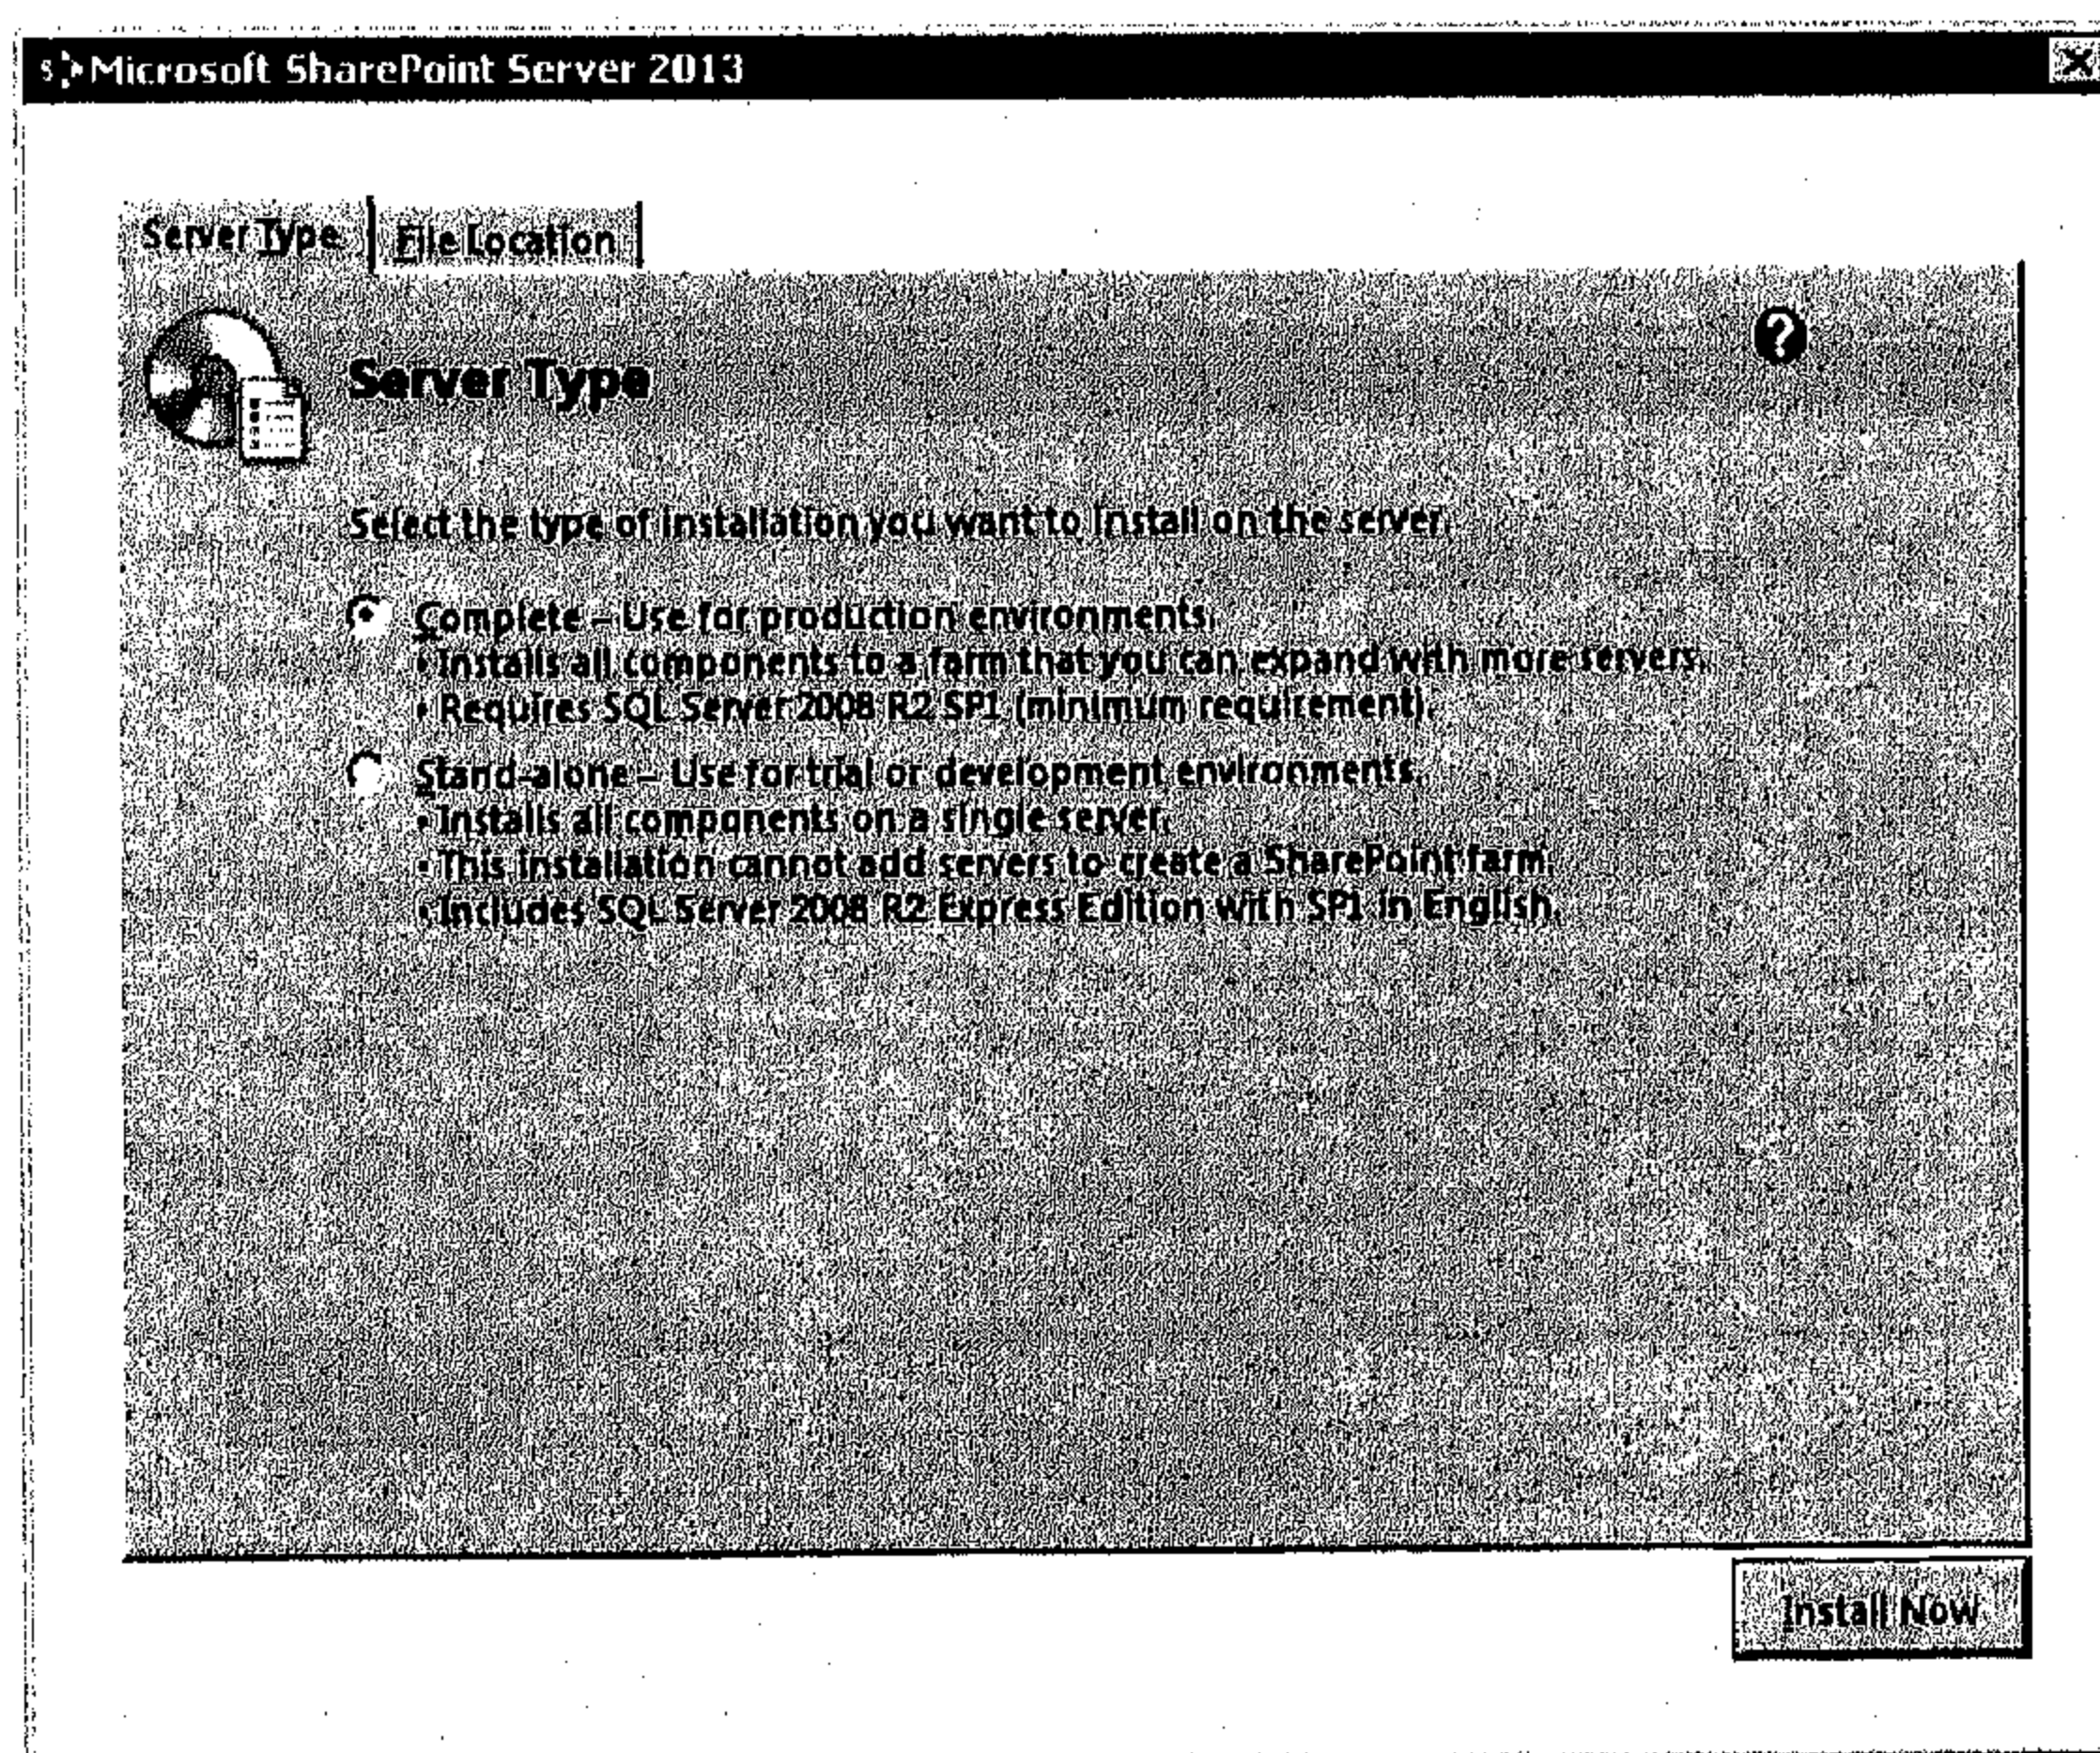 Microsoft SharePoint Server 2013
Server Type
File Location
Server Type
Select the type of installation you want to install on the server.
Complete – Use for production environments.
• Installs all components to a farm that you can expand with more servers.
• Requires SQL Server 2008 R2 SP1 (minimum requirement).
Stand-alone – Use for trial or development environments.
• Installs all components on a single server.
• This installation cannot add servers to create a SharePoint farm.
• Includes SQL Server 2008 R2 Express Edition with SP1 in English.
Install Now